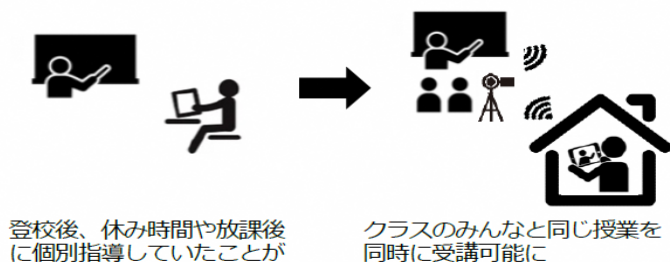 登校後、休み時間や放課後
に個別指導していたことが
クラスのみんなと同じ授業を
同時に受講可能に